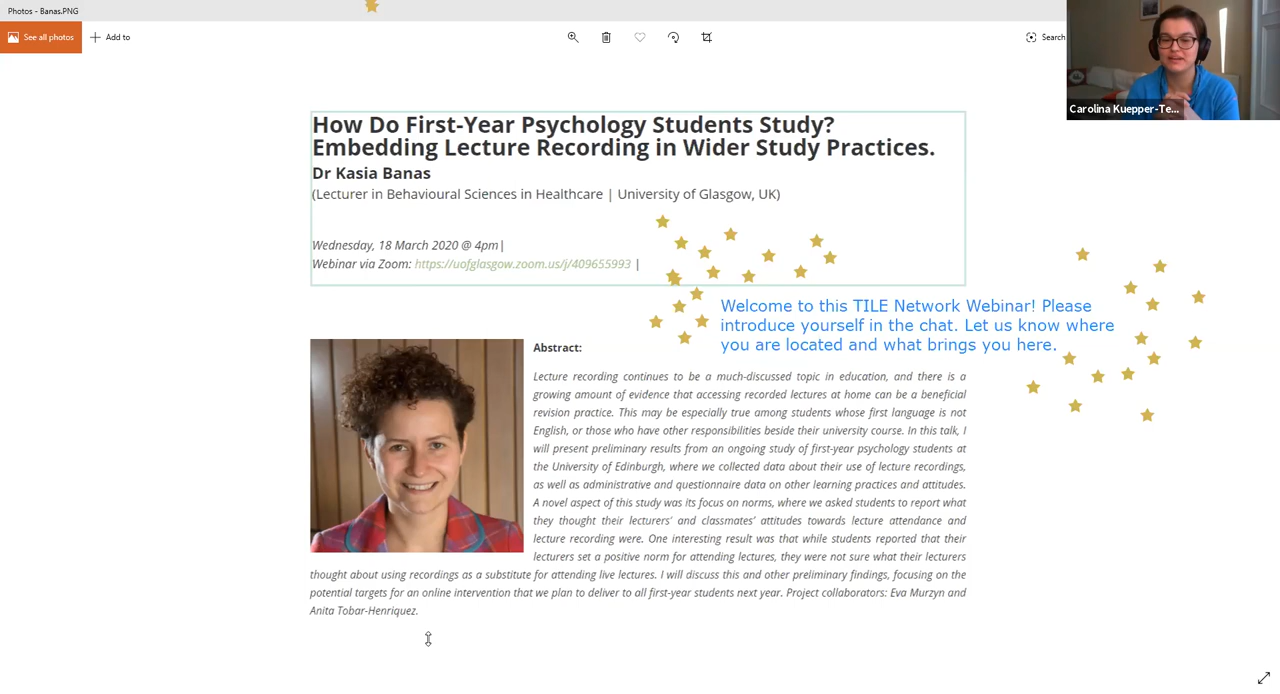 Photos - Banas.PNG
See all photos
Add to
Search
Carolina Kuepper-Te...
How Do First-Year Psychology Students Study?
Embedding Lecture Recording in Wider Study Practices.
Dr Kasia Banas
(Lecturer in Behavioural Sciences in Healthcare | University of Glasgow, UK)
Wednesday, 18 March 2020 @ 4pm|
Webinar via Zoom: https://uofglasgow.zoom.us/j/409655993 |
Welcome to this TILE Network Webinar! Please
introduce yourself in the chat. Let us know where
you are located and what brings you here.
Abstract:
Lecture recording continues to be a much-discussed topic in education, and there is a
growing amount of evidence that accessing recorded lectures at home can be a beneficial
revision practice. This may be especially true among students whose first language is not
English, or those who have other responsibilities beside their university course. In this talk, I
will present preliminary results from an ongoing study of first-year psychology students at
the University of Edinburgh, where we collected data about their use of lecture recordings,
as well as administrative and questionnaire data on other learning practices and attitudes.
A novel aspect of this study was its focus on norms, where we asked students to report what
they thought their lecturers' and classmates' attitudes towards lecture attendance and
lecture recording were. One interesting result was that while students reported that their
lecturers set a positive norm for attending lectures, they were not sure what their lecturers
thought about using recordings as a substitute for attending live lectures. I will discuss this and other preliminary findings, focusing on the
potential targets for an online intervention that we plan to deliver to all first-year students next year. Project collaborators: Eva Murzyn and
Anita Tobar-Henriquez.